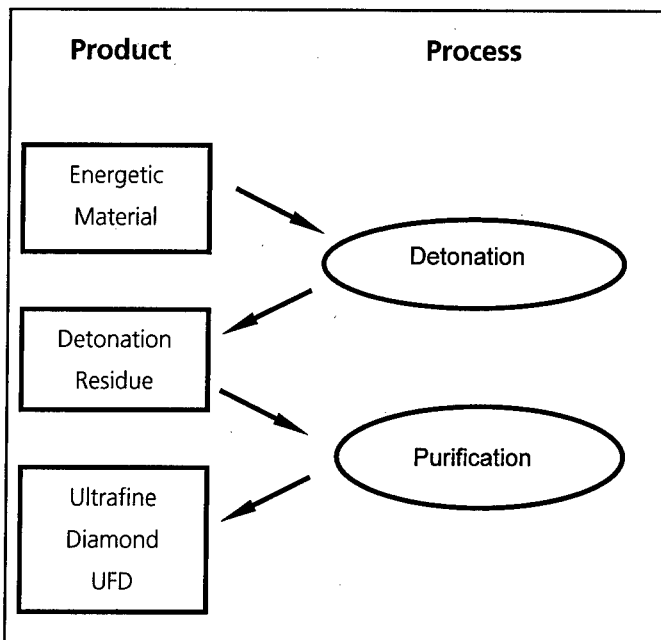 Product Process
Energetic
Material
Detonation
Detonation
Residue
Purification
Ultrafine
Diamond
UFD